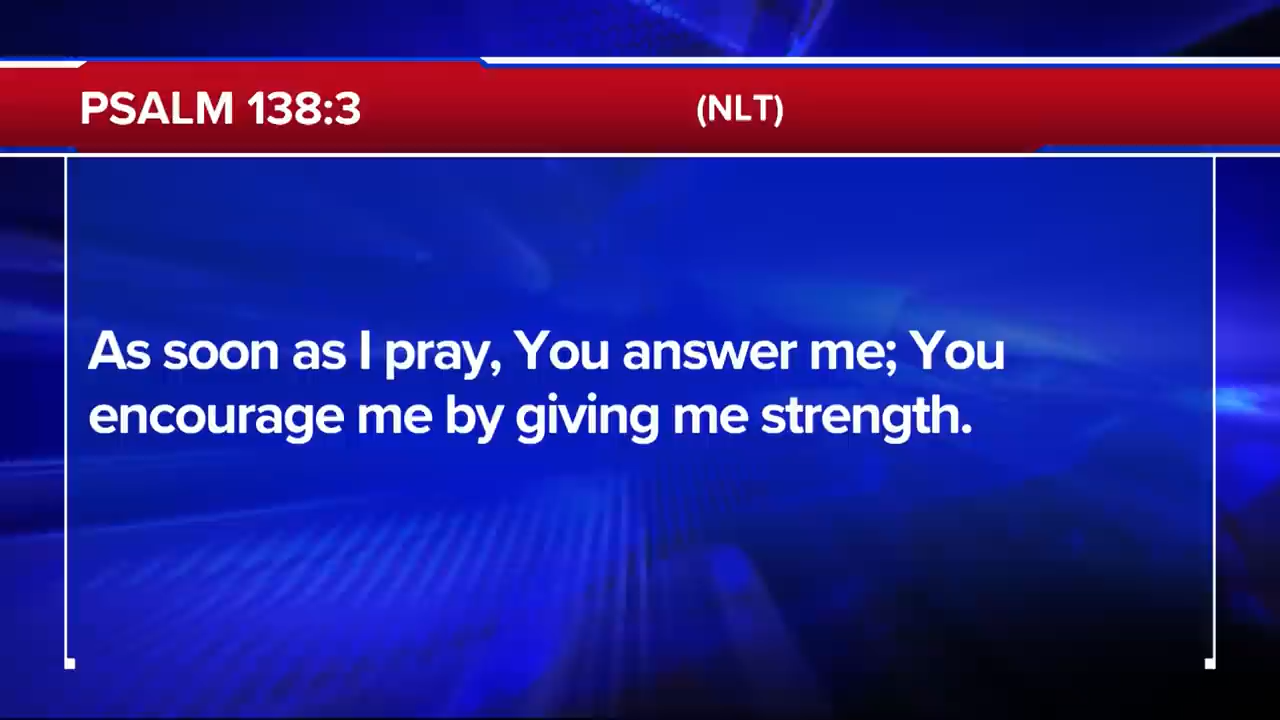 PSALM 138:3 (NLT)
As soon as I pray, You answer me; You
encourage me by giving me strength.